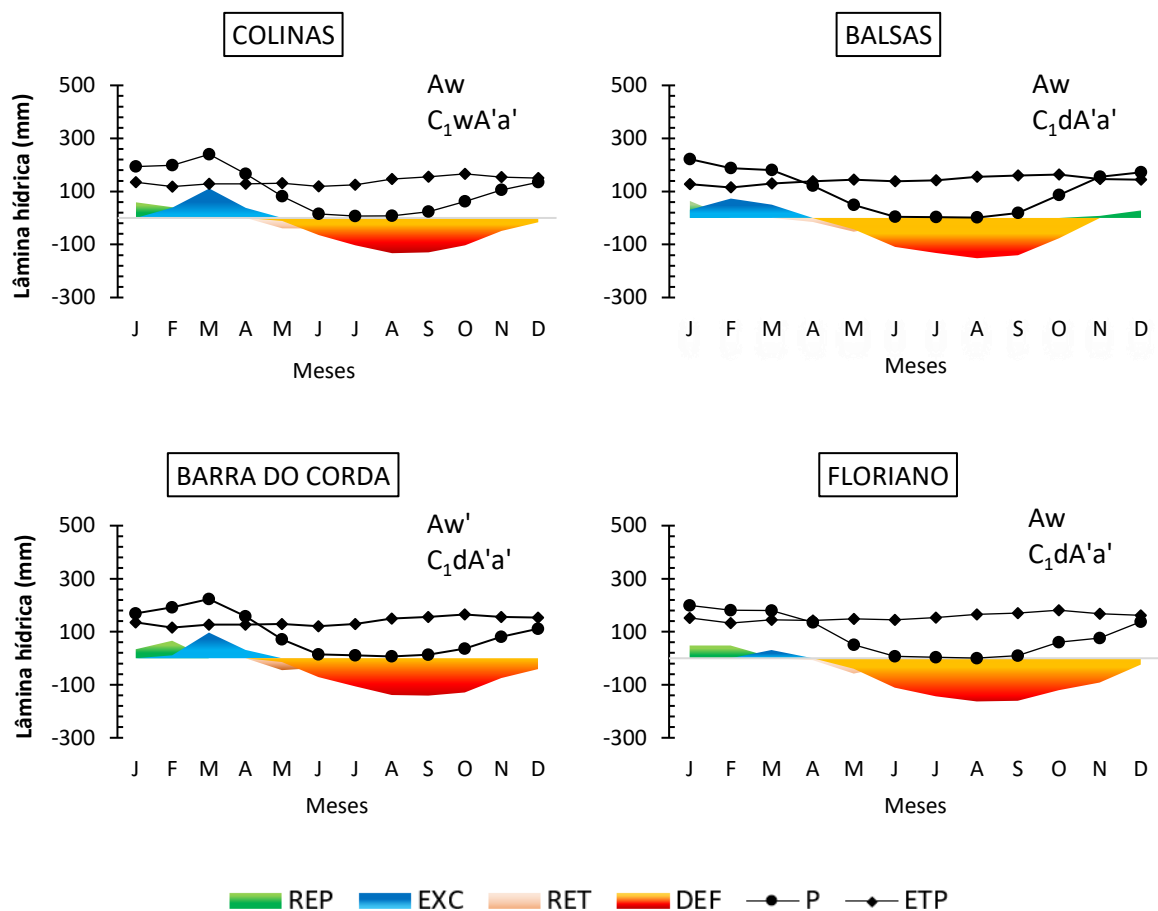 COLINAS
Aw
C₁wA'a'
Lâmina hídrica (mm)
500
300
100
-100
-300
J F M A M J J A S O N D
Meses
BALSAS
Aw
C₁dA'a'
500
300
100
-100
-300
J F M A M J J A S O N D
Meses
BARRA DO CORDA
Aw'
C₁dA'a'
Lâmina hídrica (mm)
500
300
100
-100
-300
J F M A M J J A S O N D
Meses
FLORIANO
Aw
C₁dA'a'
500
300
100
-100
-300
J F M A M J J A S O N D
Meses
REP EXC RET DEF P ETP